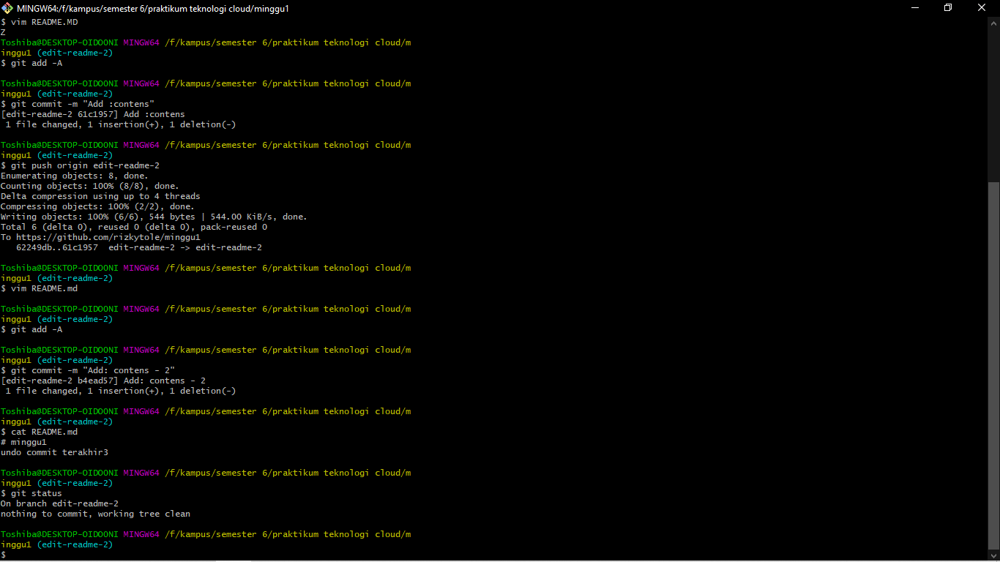 MINGW64:/f/kampus/semester 6/praktikum teknologi cloud/minggu1
$ vim README.MD
Z
Toshiba@DESKTOP-OIDOONI MINGW64 /f/kampus/semester 6/praktikum teknologi cloud/m
inggu1 (edit-readme-2)
$ git add -A

Toshiba@DESKTOP-OIDOONI MINGW64 /f/kampus/semester 6/praktikum teknologi cloud/m
inggu1 (edit-readme-2)
$ git commit -m "Add :contens"
[edit-readme-2 61c1957] Add :contens
 1 file changed, 1 insertion(+), 1 deletion(-)

Toshiba@DESKTOP-OIDOONI MINGW64 /f/kampus/semester 6/praktikum teknologi cloud/m
inggu1 (edit-readme-2)
$ git push origin edit-readme-2
Enumerating objects: 8, done.
Counting objects: 100% (8/8), done.
Delta compression using up to 4 threads
Compressing objects: 100% (2/2), done.
Writing objects: 100% (6/6), 544 bytes | 544.00 KiB/s, done.
Total 6 (delta 0), reused 0 (delta 0), pack-reused 0
To https://github.com/rizkytole/minggu1
   62249db..61c1957  edit-readme-2 -> edit-readme-2

Toshiba@DESKTOP-OIDOONI MINGW64 /f/kampus/semester 6/praktikum teknologi cloud/m
inggu1 (edit-readme-2)
$ vim README.md

Toshiba@DESKTOP-OIDOONI MINGW64 /f/kampus/semester 6/praktikum teknologi cloud/m
inggu1 (edit-readme-2)
$ git add -A

Toshiba@DESKTOP-OIDOONI MINGW64 /f/kampus/semester 6/praktikum teknologi cloud/m
inggu1 (edit-readme-2)
$ git commit -m "Add: contens - 2"
[edit-readme-2 b4ead57] Add: contens - 2
 1 file changed, 1 insertion(+), 1 deletion(-)

Toshiba@DESKTOP-OIDOONI MINGW64 /f/kampus/semester 6/praktikum teknologi cloud/m
inggu1 (edit-readme-2)
$ cat README.md
# minggu1
undo commit terakhir3

Toshiba@DESKTOP-OIDOONI MINGW64 /f/kampus/semester 6/praktikum teknologi cloud/m
inggu1 (edit-readme-2)
$ git status
On branch edit-readme-2
nothing to commit, working tree clean

Toshiba@DESKTOP-OIDOONI MINGW64 /f/kampus/semester 6/praktikum teknologi cloud/m
inggu1 (edit-readme-2)
$